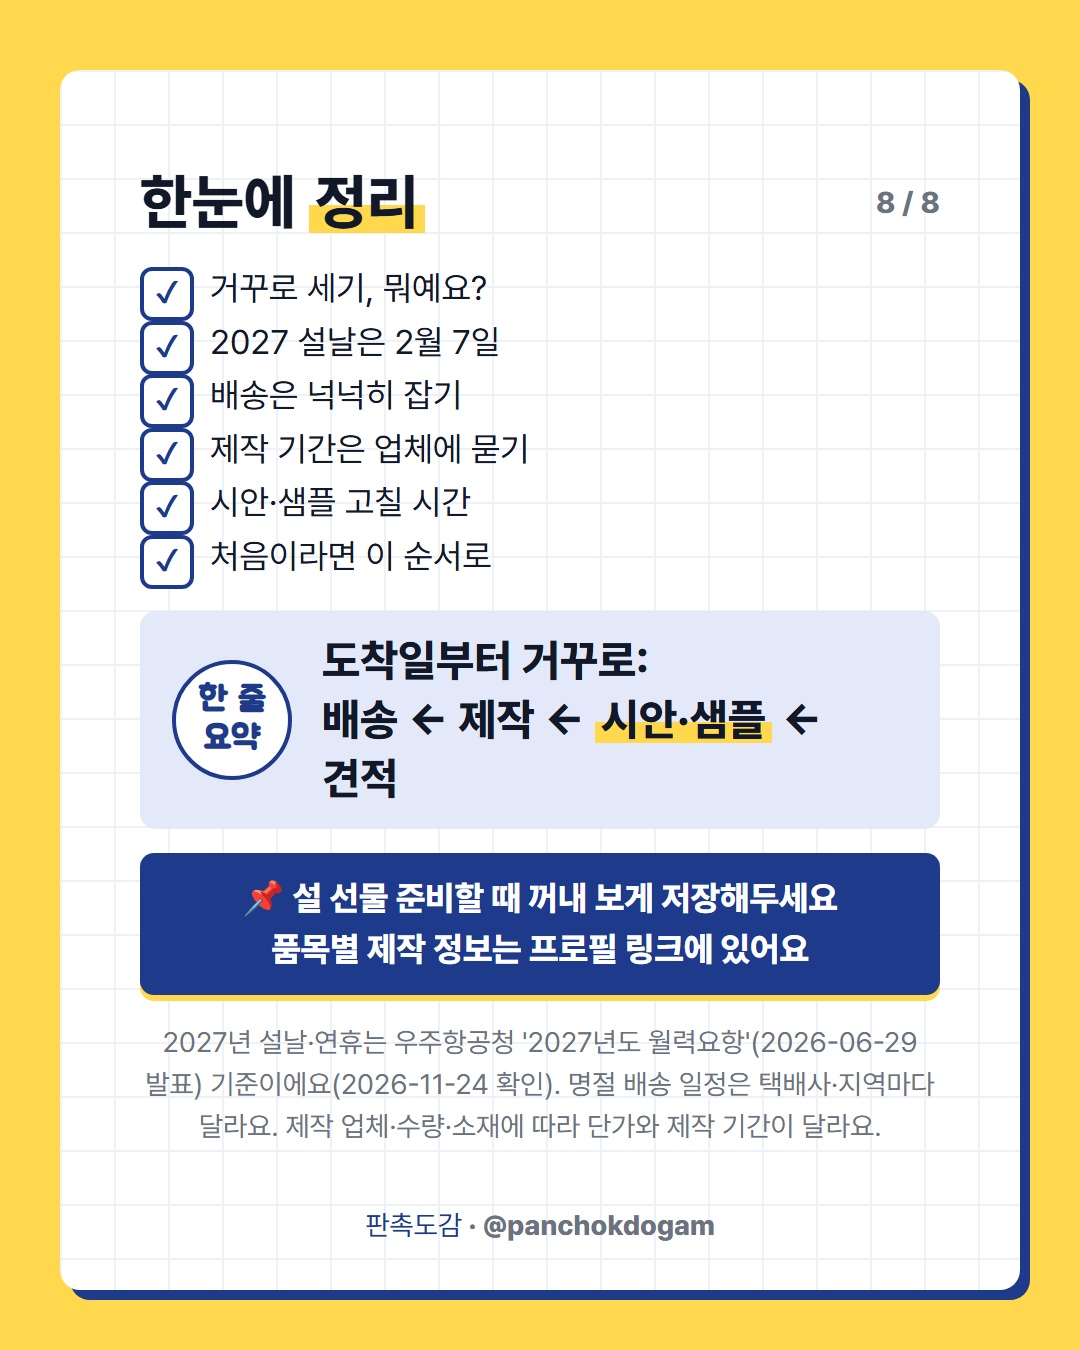 한눈에 정리
8 / 8
✓ 거꾸로 세기, 뭐예요?
✓ 2027 설날은 2월 7일
✓ 배송은 넉넉히 잡기
✓ 제작 기간은 업체에 묻기
✓ 시안·샘플 고칠 시간
✓ 처음이라면 이 순서로
한 줄
요약
도착일부터 거꾸로:
배송 ← 제작 ← 시안·샘플 ←
견적
📌 설 선물 준비할 때 꺼내 보게 저장해두세요
품목별 제작 정보는 프로필 링크에 있어요
2027년 설날·연휴는 우주항공청 '2027년도 월력요항'(2026-06-29
발표) 기준이에요(2026-11-24 확인). 명절 배송 일정은 택배사·지역마다
달라요. 제작 업체·수량·소재에 따라 단가와 제작 기간이 달라요.
판촉도감 · @panchokdogam